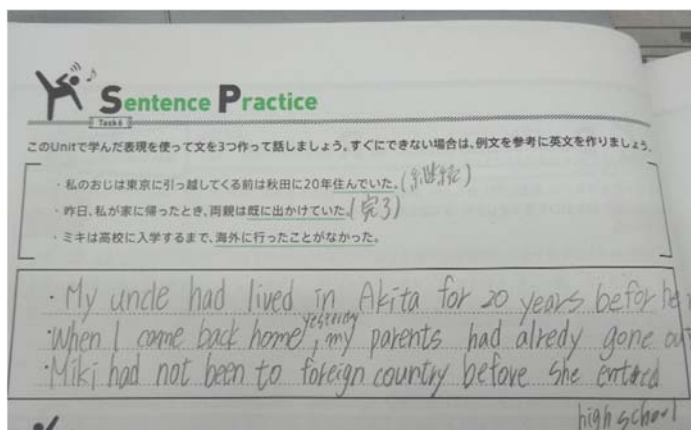 Sentence Practice
Task 6
このUnitで学んだ表現を使って文を3つ作って話しましょう。すぐにできない場合は、例文を参考に英文を作りましょう。
・私のおじは東京に引っ越してくる前は秋田に20年住んでいた。(継続)
・昨日、私が家に帰ったとき、両親は既に出かけていた。(完了)
・ミキは高校に入学するまで、海外に行ったことがなかった。
・My uncle had lived in Akita for 20 years befor he
・When I came back home yesterday, my parents had alredy gone out
・Miki had not been to foreign country before she entered
high school